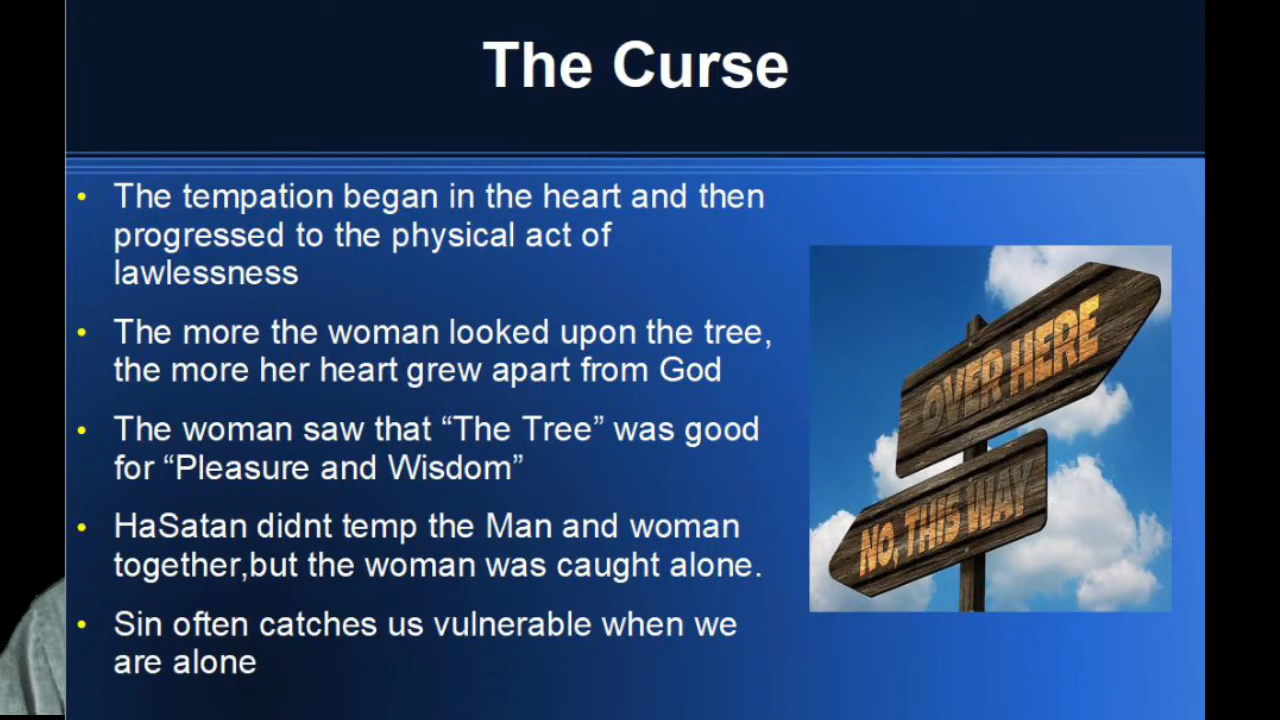 The Curse
• The tempation began in the heart and then
progressed to the physical act of
lawlessness
• The more the woman looked upon the tree,
the more her heart grew apart from God
• The woman saw that “The Tree” was good
for “Pleasure and Wisdom”
• HaSatan didnt temp the Man and woman
together,but the woman was caught alone.
• Sin often catches us vulnerable when we
are alone
OVER HERE
NO, THIS WAY